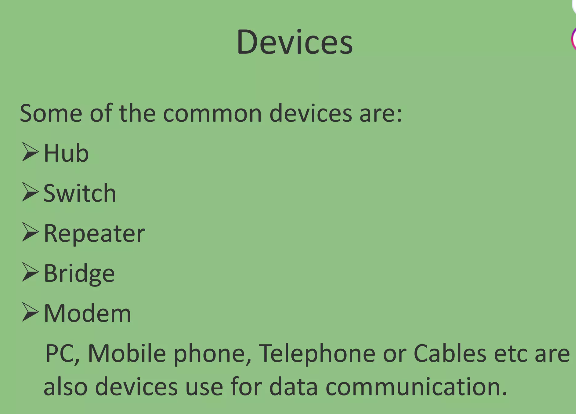 Devices
Some of the common devices are:
➢Hub
➢Switch
➢Repeater
➢Bridge
➢Modem
PC, Mobile phone, Telephone or Cables etc are
also devices use for data communication.